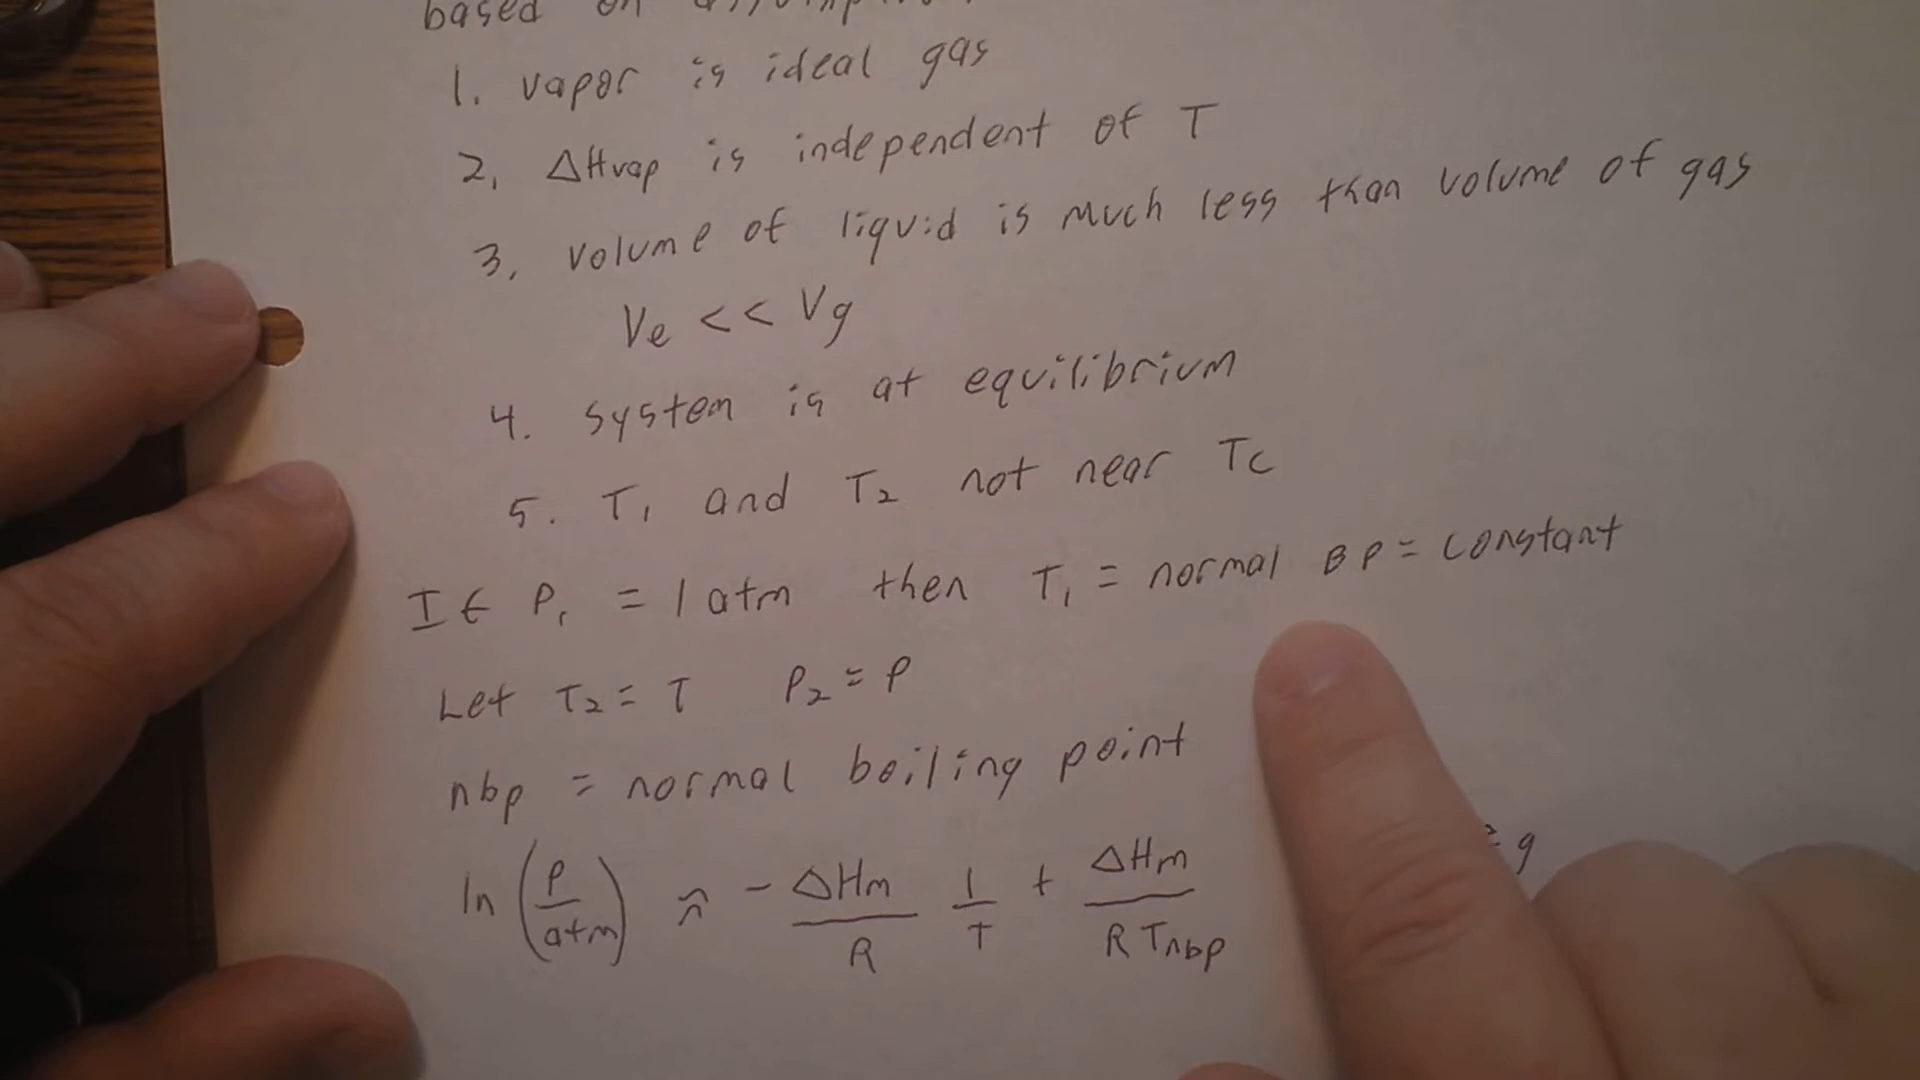 based on
1. vapor is ideal gas
2, ΔHvap is independent of T
3, volume of liquid is much less than volume of gas
Vℓ << Vg
4. system is at equilibrium
5. T₁ and T₂ not near Tc
If P₁ = 1 atm then T₁ = normal BP = constant
Let T₂ = T P₂ = P
nbp = normal boiling point
ln (P/atm) ≈ - ΔHm/R 1/T + ΔHm/R Tnbp